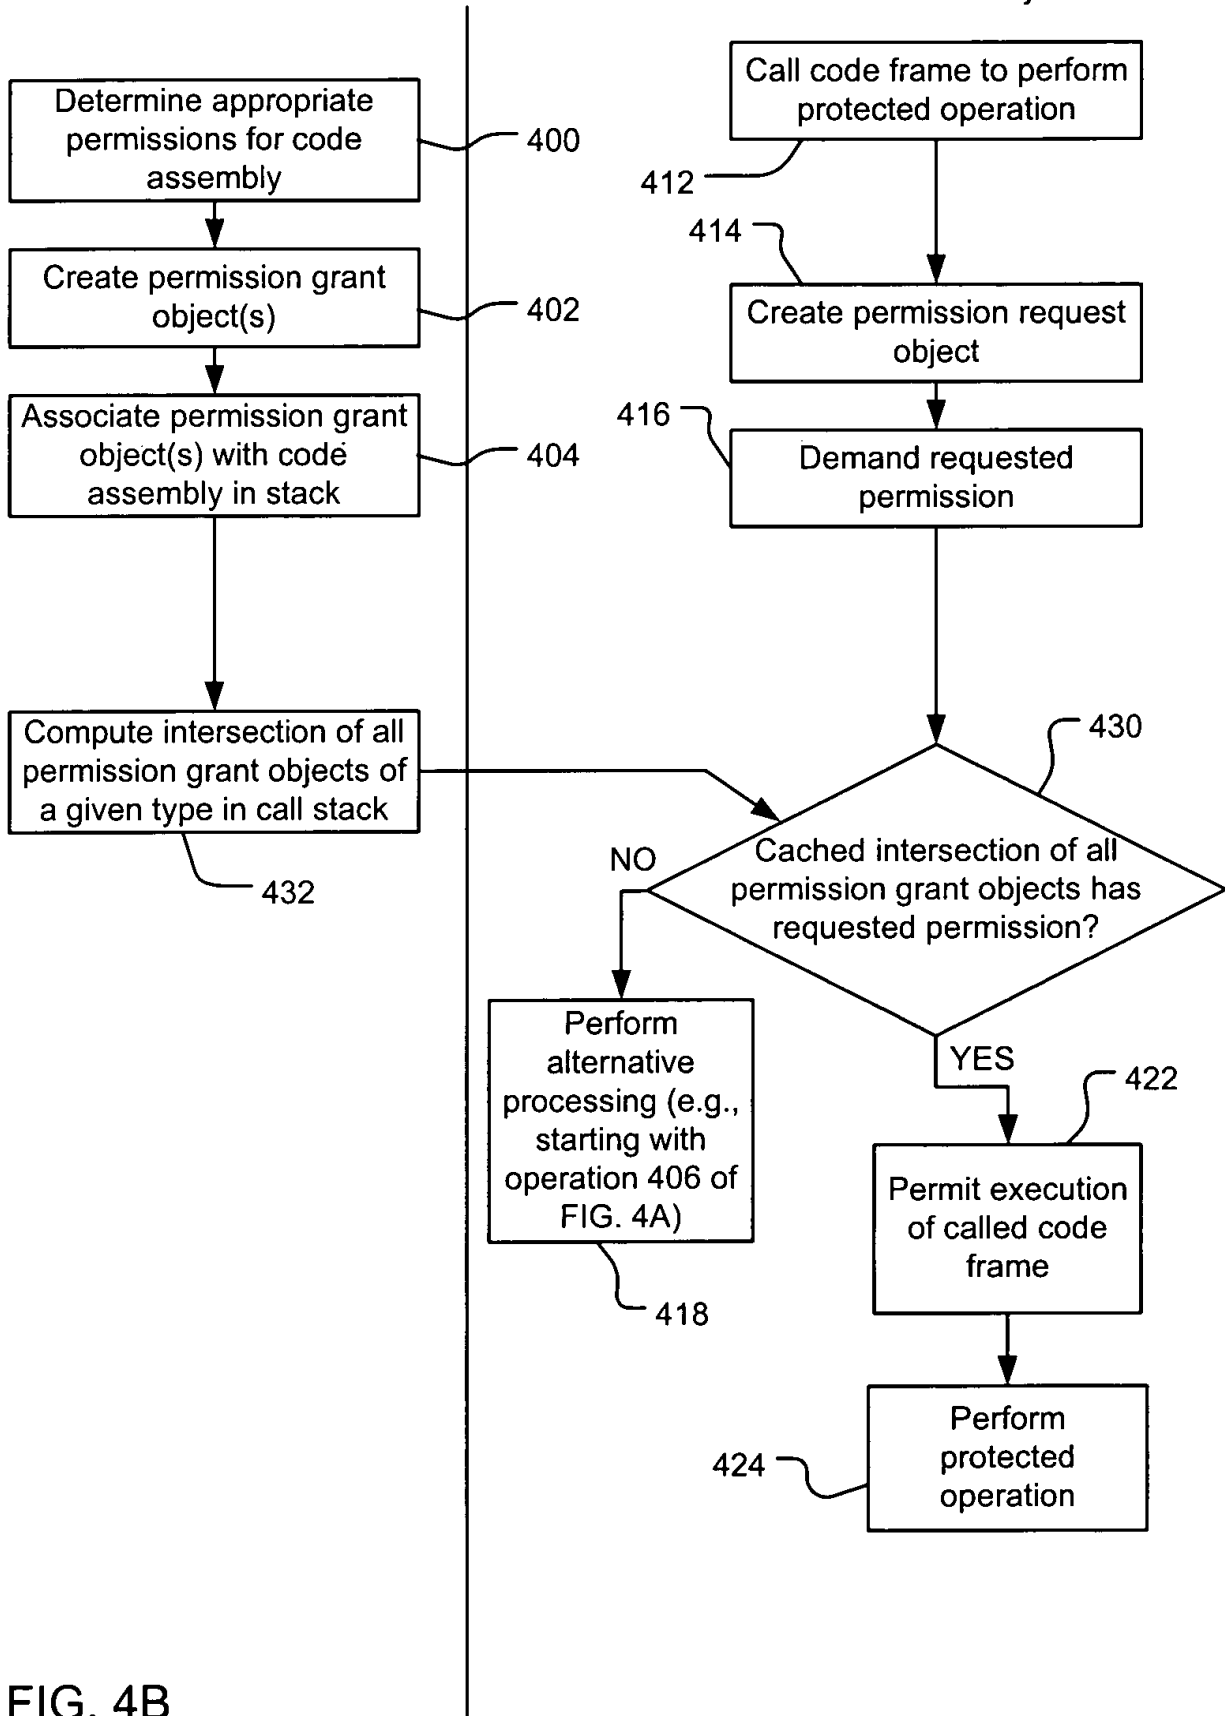 Determine appropriate
permissions for code
assembly
400
Create permission grant
object(s)
402
Associate permission grant
object(s) with code
assembly in stack
404
Compute intersection of all
permission grant objects of
a given type in call stack
432
Call code frame to perform
protected operation
412
414
Create permission request
object
416
Demand requested
permission
430
Cached intersection of all
permission grant objects has
requested permission?
NO
YES
Perform
alternative
processing (e.g.,
starting with
operation 406 of
FIG. 4A)
418
422
Permit execution
of called code
frame
Perform
protected
operation
424
FIG. 4B